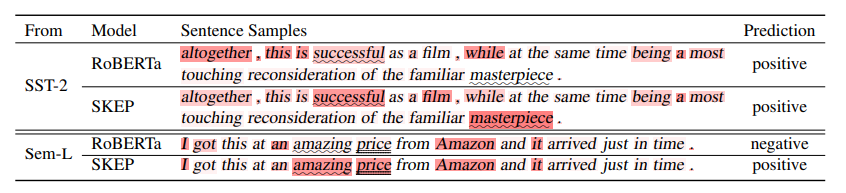 From Model Sentence Samples Prediction
SST-2 RoBERTa altogether , this is successful as a film , while at the same time being a most positive
touching reconsideration of the familiar masterpiece .
SKEP altogether , this is successful as a film , while at the same time being a most positive
touching reconsideration of the familiar masterpiece .
Sem-L RoBERTa I got this at an amazing price from Amazon and it arrived just in time . negative
SKEP I got this at an amazing price from Amazon and it arrived just in time . positive